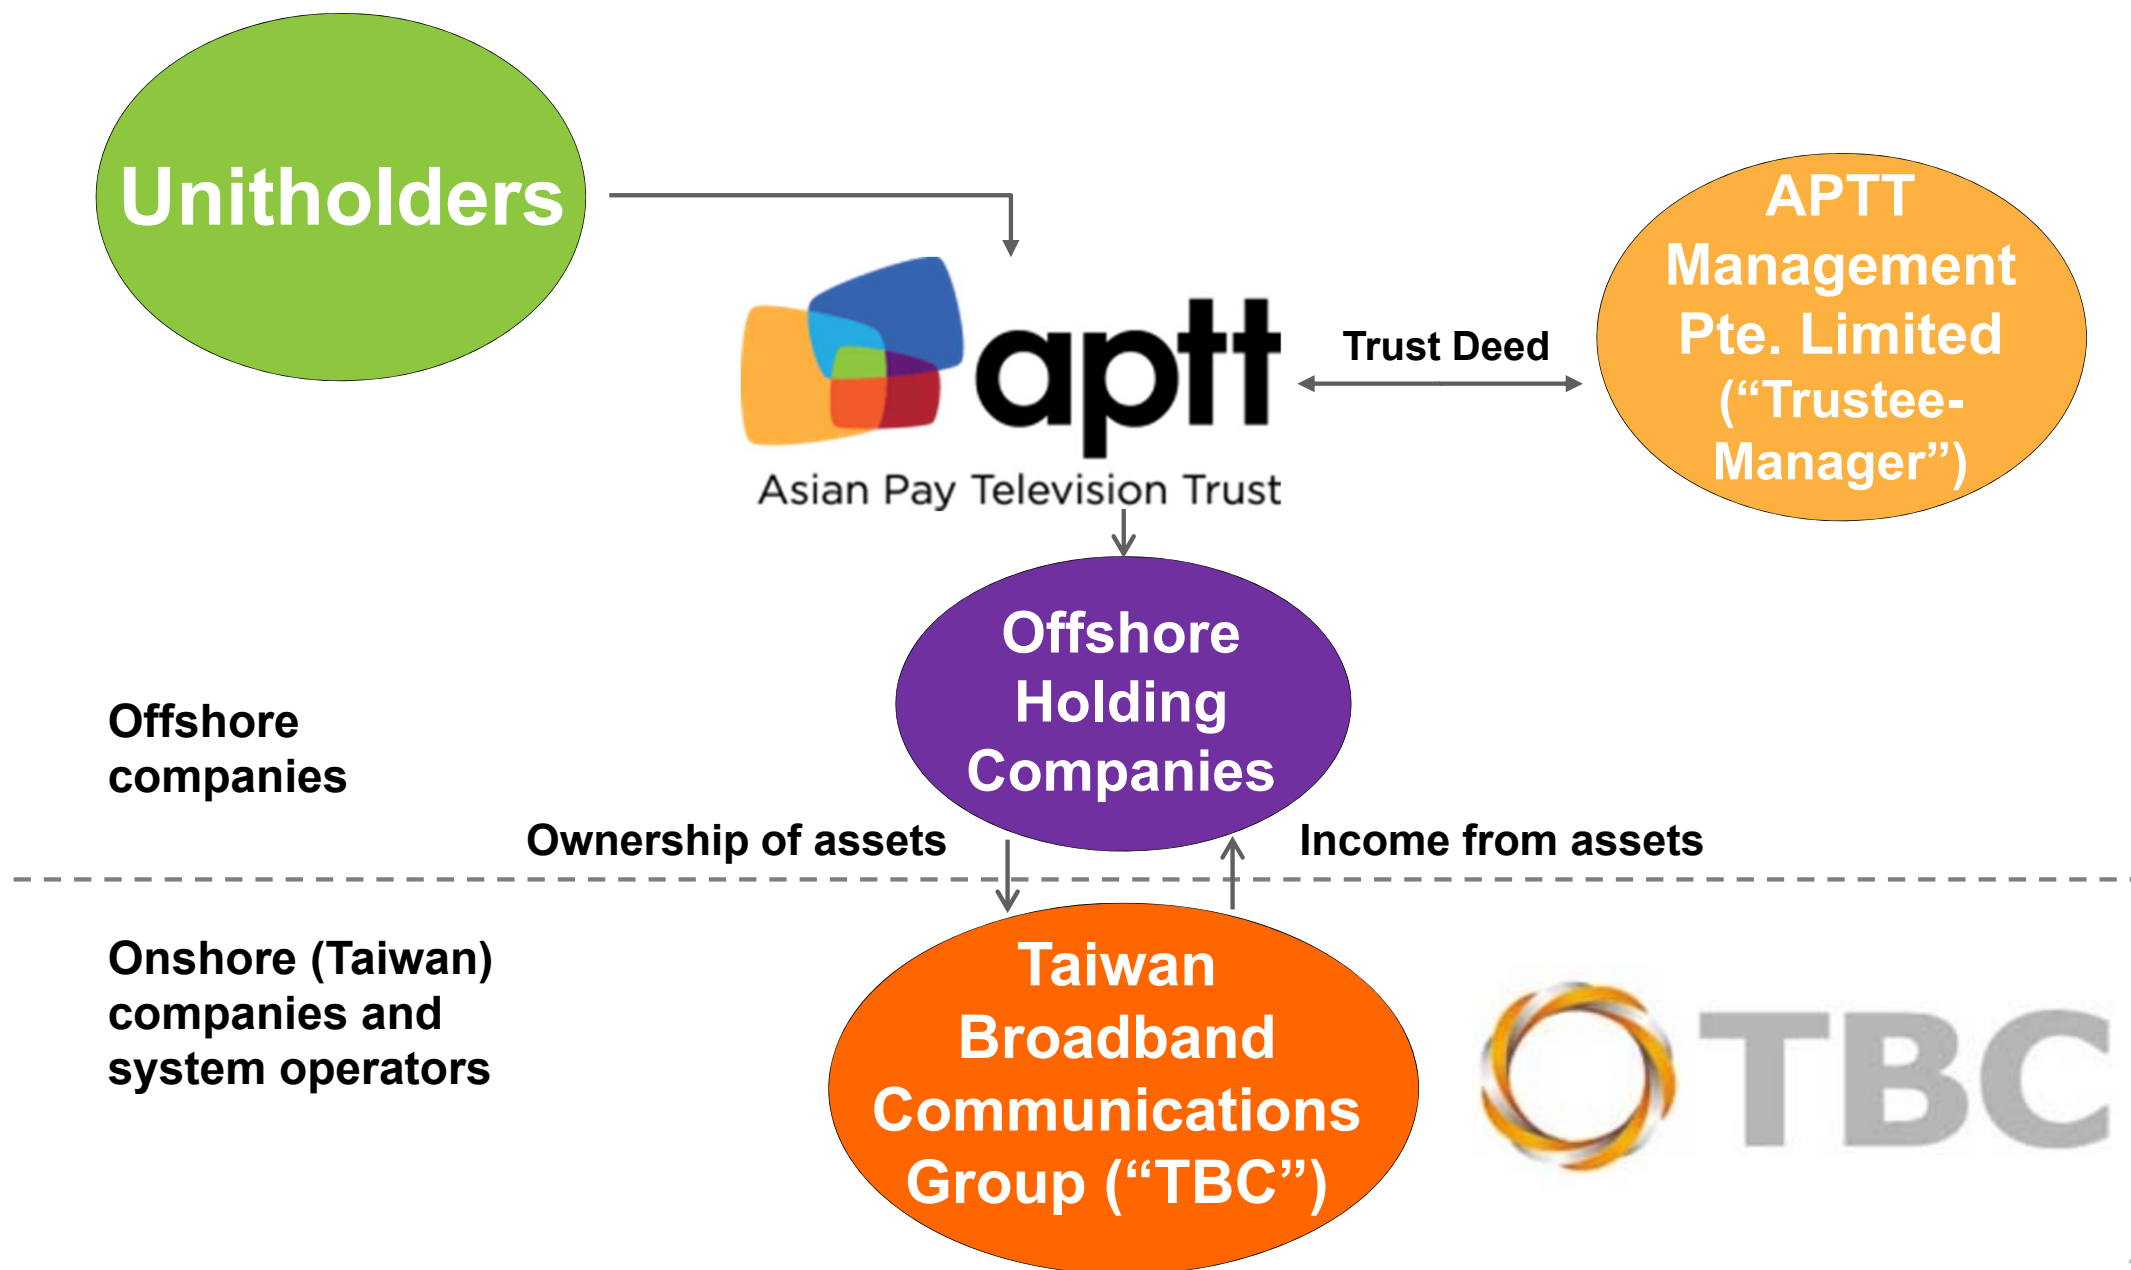 Unitholders
aptt
Asian Pay Television Trust
Trust Deed
APTT
Management
Pte. Limited
(“Trustee-
Manager”)
Offshore
Holding
Companies
Offshore
companies
Ownership of assets
Income from assets
Onshore (Taiwan)
companies and
system operators
Taiwan
Broadband
Communications
Group (“TBC”)
TBC